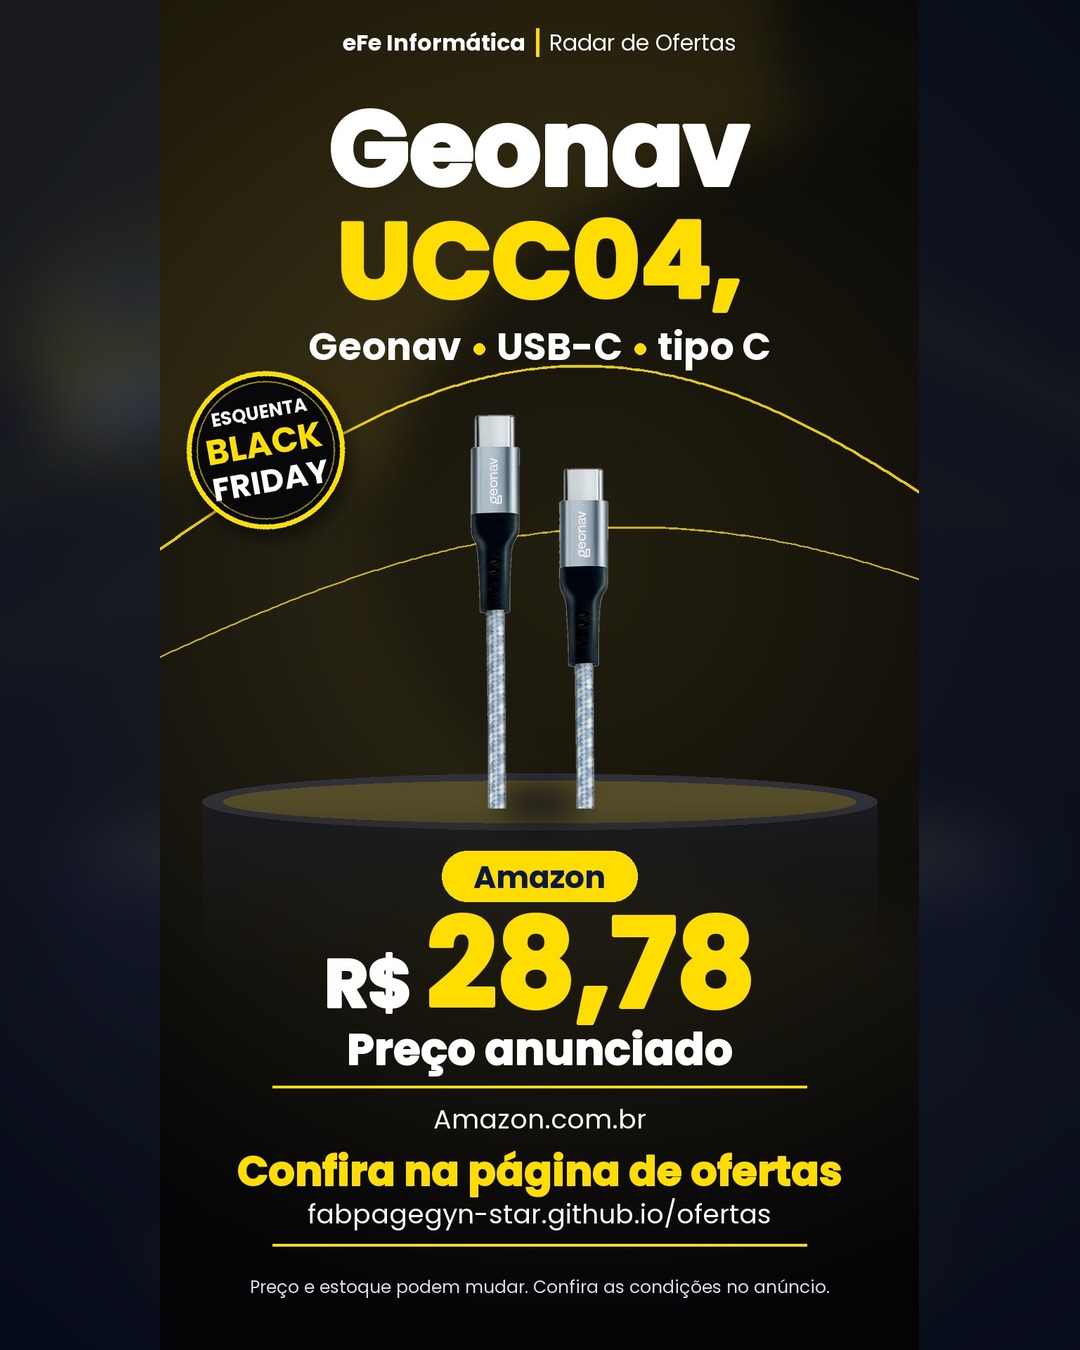 eFe Informática | Radar de Ofertas
Geonav
UCC04,
Geonav • USB-C • tipo C
ESQUENTA
BLACK
FRIDAY
geonav
geonav
Amazon
R$ 28,78
Preço anunciado
Amazon.com.br
Confira na página de ofertas
fabpagegyn-star.github.io/ofertas
Preço e estoque podem mudar. Confira as condições no anúncio.